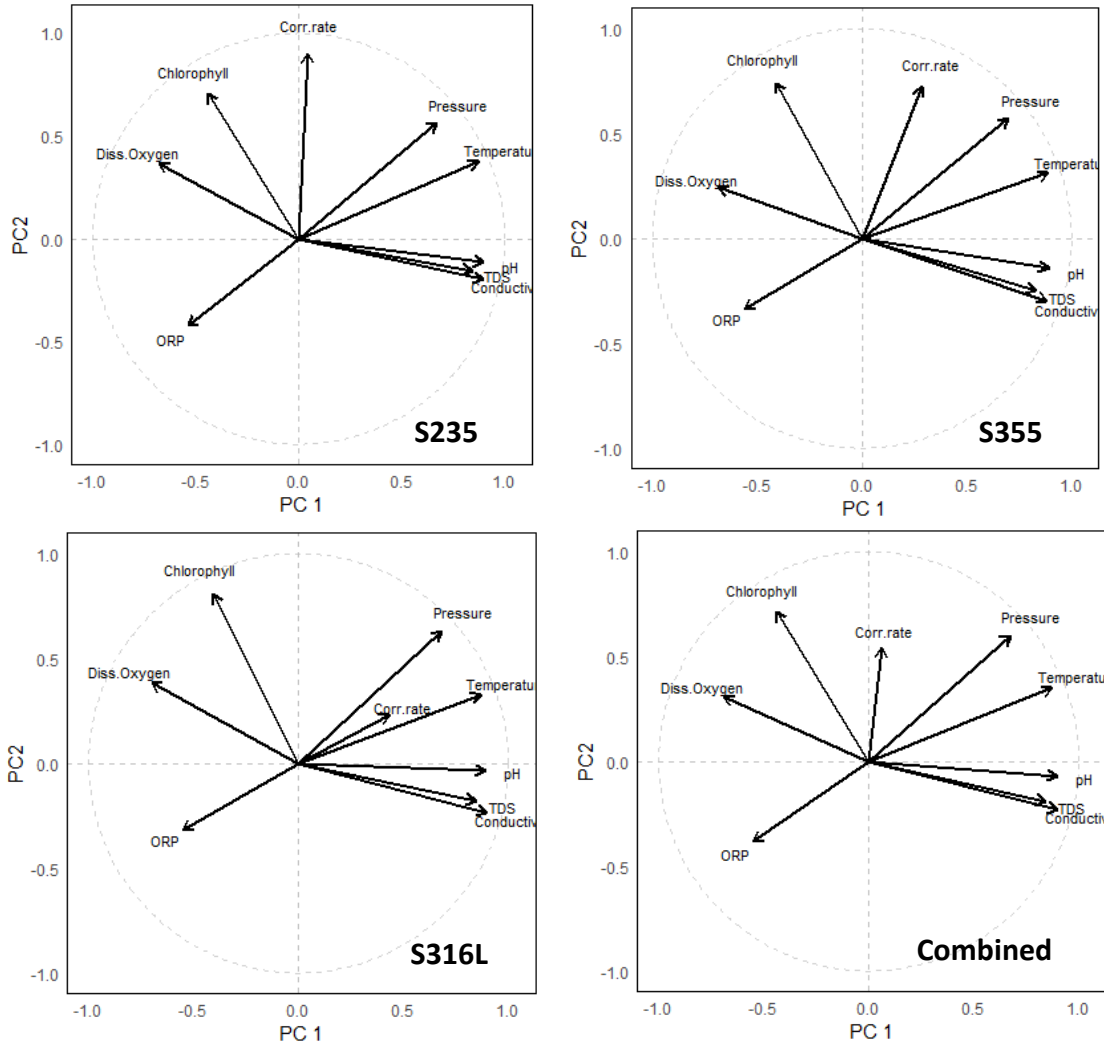 1.0
0.5
0.0
-0.5
-1.0
PC2
Corr.rate
Chlorophyll
Pressure
Diss.Oxygen
Temperatu
pH
TDS
Conductiv
ORP
S235
-1.0 -0.5 0.0 0.5 1.0
PC 1
1.0
0.5
0.0
-0.5
-1.0
PC2
Chlorophyll
Corr.rate
Pressure
Diss.Oxygen
Temperatu
pH
TDS
Conductiv
ORP
S355
-1.0 -0.5 0.0 0.5 1.0
PC 1
1.0
0.5
0.0
-0.5
-1.0
PC2
Chlorophyll
Pressure
Diss.Oxygen
Temperatu
Corr.rate
pH
TDS
Conductiv
ORP
S316L
-1.0 -0.5 0.0 0.5 1.0
PC 1
1.0
0.5
0.0
-0.5
-1.0
PC2
Chlorophyll
Pressure
Corr.rate
Diss.Oxygen
Temperatu
pH
TDS
Conductiv
ORP
Combined
-1.0 -0.5 0.0 0.5 1.0
PC 1